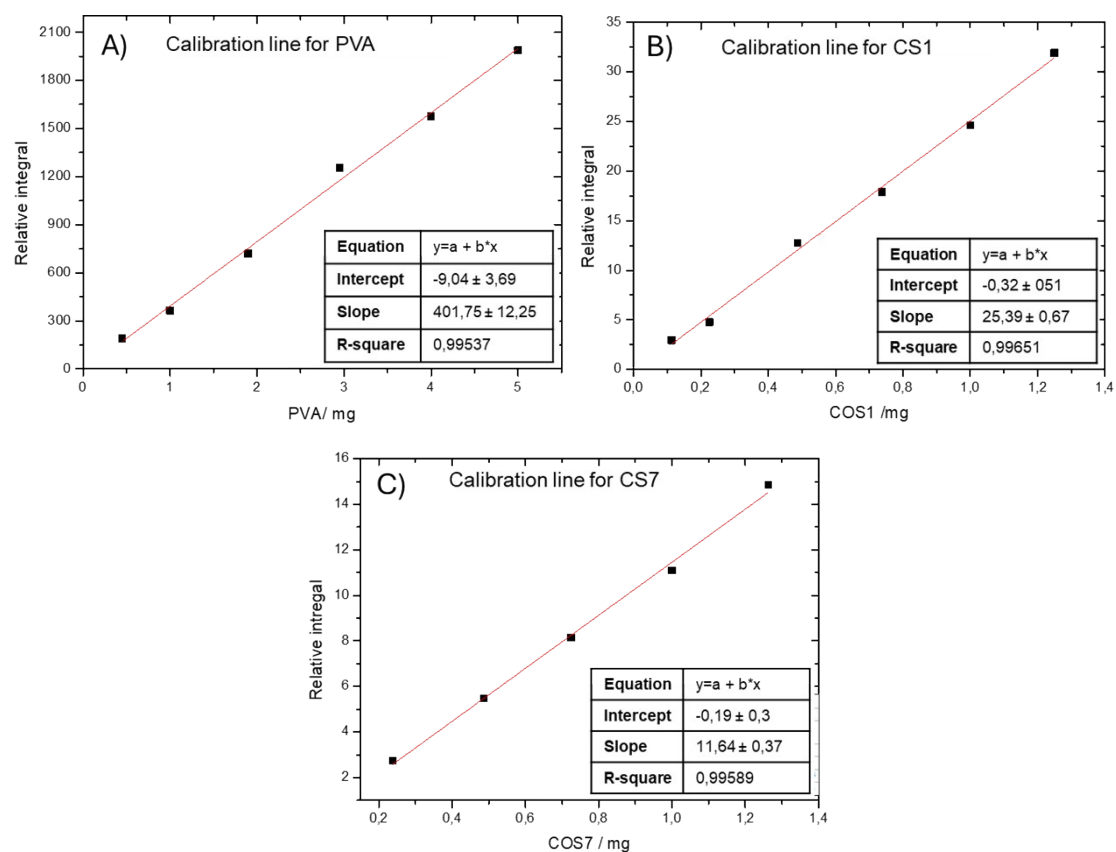 A) Calibration line for PVA
2100
1800
1500
1200
900
600
300
0
Relative integral
Equation y=a + b*x
Intercept -9,04 ± 3,69
Slope 401,75 ± 12,25
R-square 0,99537
0 1 2 3 4 5
PVA/ mg
B) Calibration line for CS1
35
30
25
20
15
10
5
0
Relative integral
Equation y=a + b*x
Intercept -0,32 ± 051
Slope 25,39 ± 0,67
R-square 0,99651
0,0 0,2 0,4 0,6 0,8 1,0 1,2 1,4
COS1 /mg
C) Calibration line for CS7
16
14
12
10
8
6
4
2
Relative intregal
Equation y=a + b*x
Intercept -0,19 ± 0,3
Slope 11,64 ± 0,37
R-square 0,99589
0,2 0,4 0,6 0,8 1,0 1,2 1,4
COS7 / mg